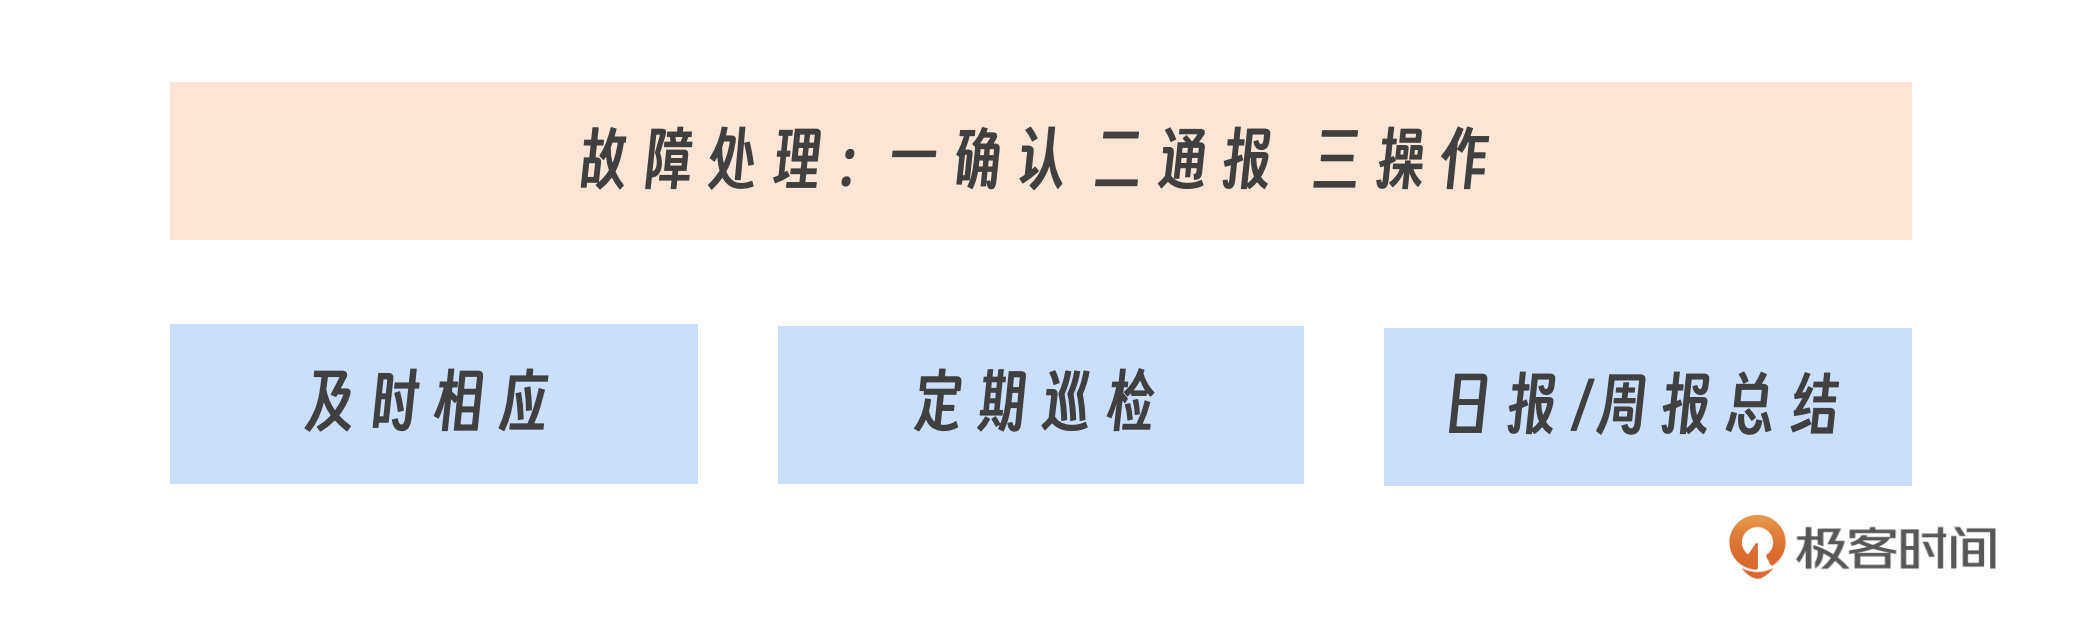 故障处理：一确认 二通报 三操作
及时相应
定期巡检
日报/周报总结
极客时间